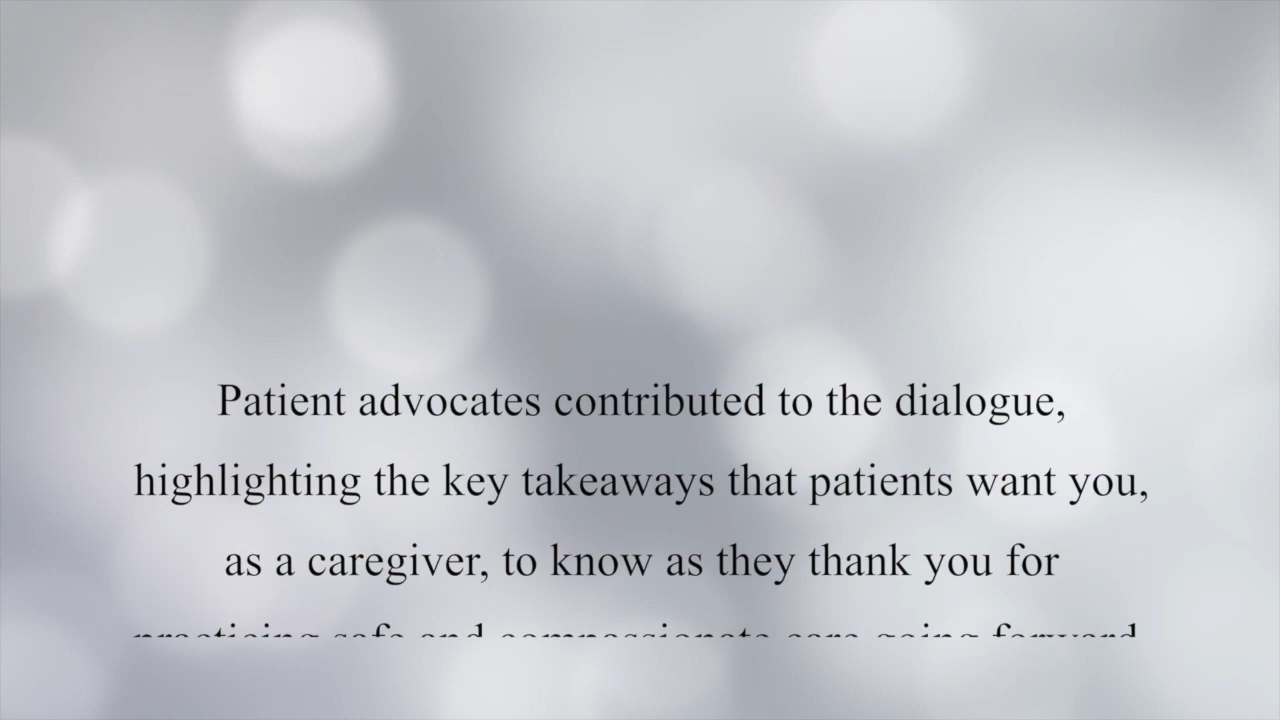 Patient advocates contributed to the dialogue,
highlighting the key takeaways that patients want you,
as a caregiver, to know as they thank you for
practicing safe and compassionate care going forward